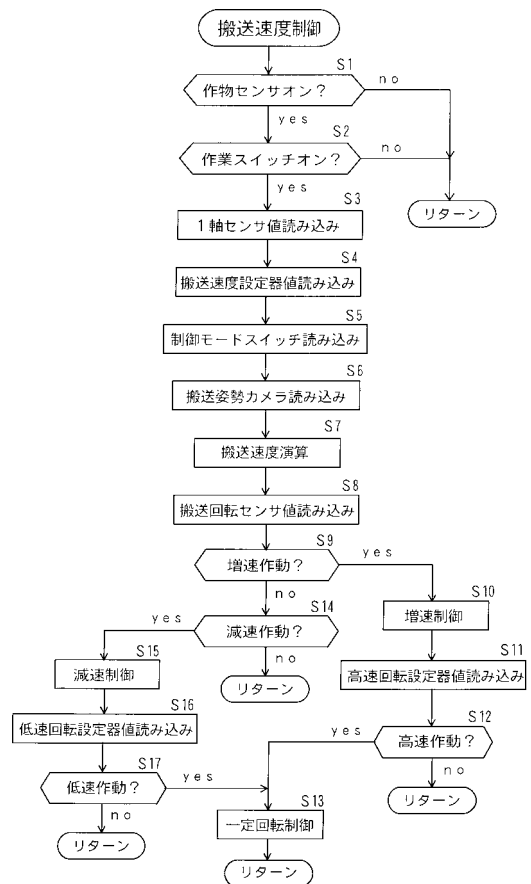 搬送速度制御
S1
作物センサオン?
no
yes
S2
作業スイッチオン?
no
yes
リターン
S3
1軸センサ値読み込み
S4
搬送速度設定器値読み込み
S5
制御モードスイッチ読み込み
S6
搬送姿勢カメラ読み込み
S7
搬送速度演算
S8
搬送回転センサ値読み込み
S9
増速作動?
yes
no
S10
増速制御
S14
減速作動?
yes
no
リターン
S11
高速回転設定器値読み込み
S15
減速制御
S16
低速回転設定器値読み込み
S12
高速作動?
yes
no
リターン
S17
低速作動?
yes
no
リターン
S13
一定回転制御
リターン